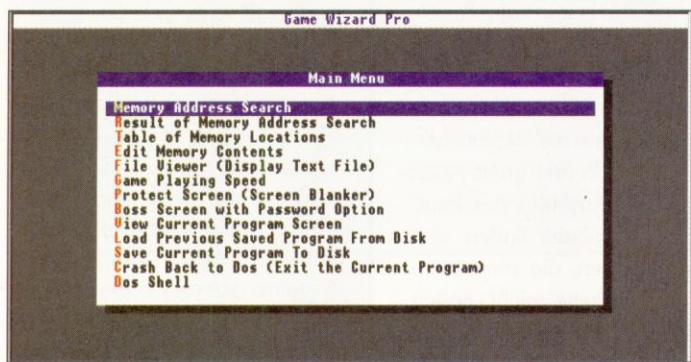 Game Wizard Pro
Main Menu
Memory Address Search
Result of Memory Address Search
Table of Memory Locations
Edit Memory Contents
File Viewer (Display Text File)
Game Playing Speed
Protect Screen (Screen Blanker)
Boss Screen with Password Option
View Current Program Screen
Load Previous Saved Program From Disk
Save Current Program To Disk
Crash Back to Dos (Exit the Current Program)
Dos Shell